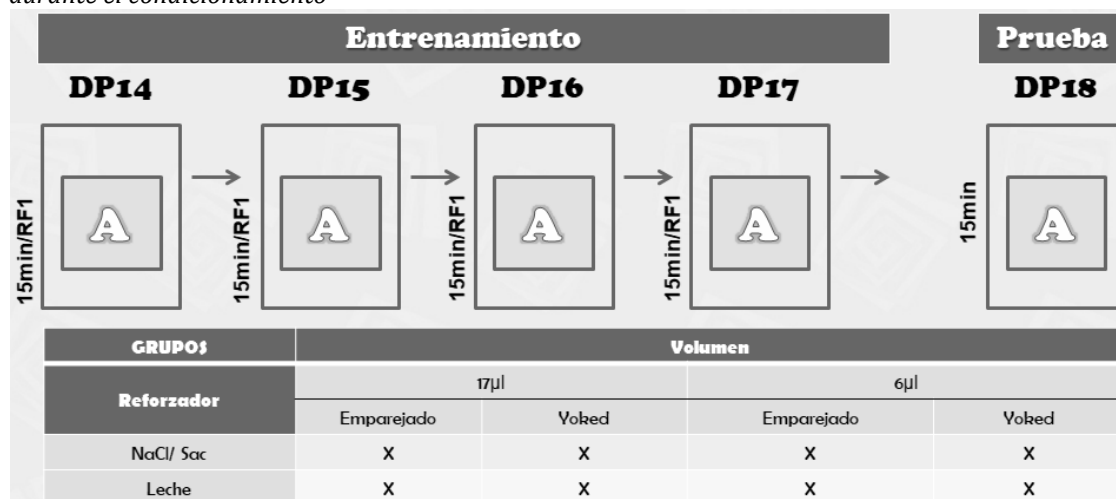 durante el condicionamiento
Entrenamiento Prueba
DP14 DP15 DP16 DP17 DP18
15min/RF1 A 15min/RF1 A 15min/RF1 A 15min/RF1 A 15min A
GRUPOS Volumen
Reforzador 17µl 6µl
Emparejado Yoked Emparejado Yoked
NaCl/ Sac X X X X
Leche X X X X